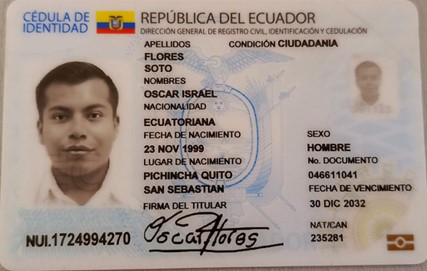 CÉDULA DE
IDENTIDAD
REPÚBLICA DEL ECUADOR
DIRECCIÓN GENERAL DE REGISTRO CIVIL, IDENTIFICACIÓN Y CEDULACIÓN
APELLIDOS CONDICIÓN CIUDADANIA
FLORES
SOTO
NOMBRES
OSCAR ISRAEL
NACIONALIDAD
ECUATORIANA
FECHA DE NACIMIENTO SEXO
23 NOV 1999 HOMBRE
LUGAR DE NACIMIENTO No. DOCUMENTO
PICHINCHA QUITO 046611041
SAN SEBASTIAN FECHA DE VENCIMIENTO
FIRMA DEL TITULAR 30 DIC 2032
NAT/CAN
NUI.1724994270 Oscar Flores 235281